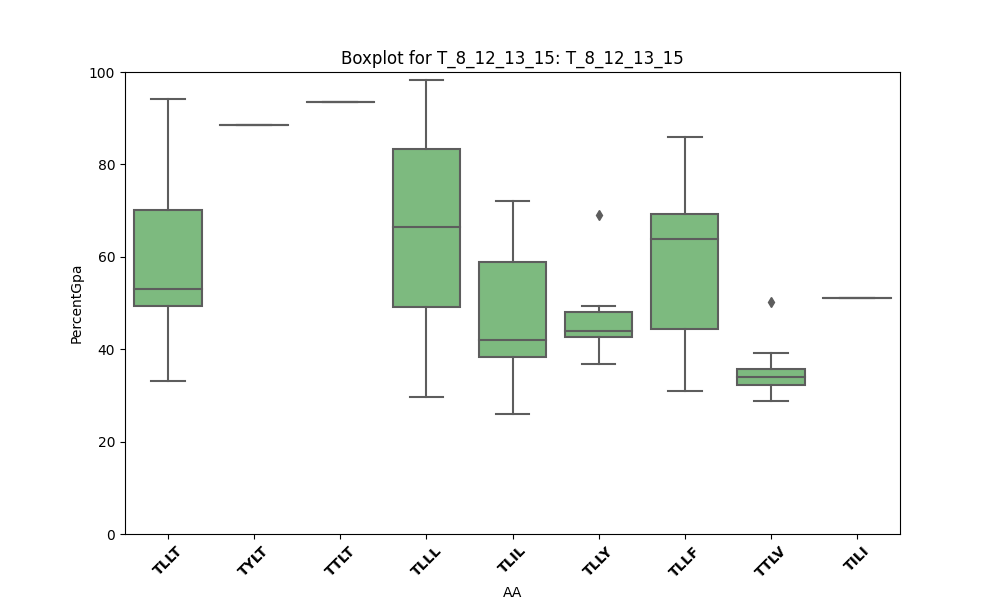 Boxplot for T_8_12_13_15: T_8_12_13_15
100
80
60
40
20
0
PercentGpa
TLLT
TYLT
TTLT
TLLL
TLIL
TLLY
TLLF
TTLV
TILI
AA